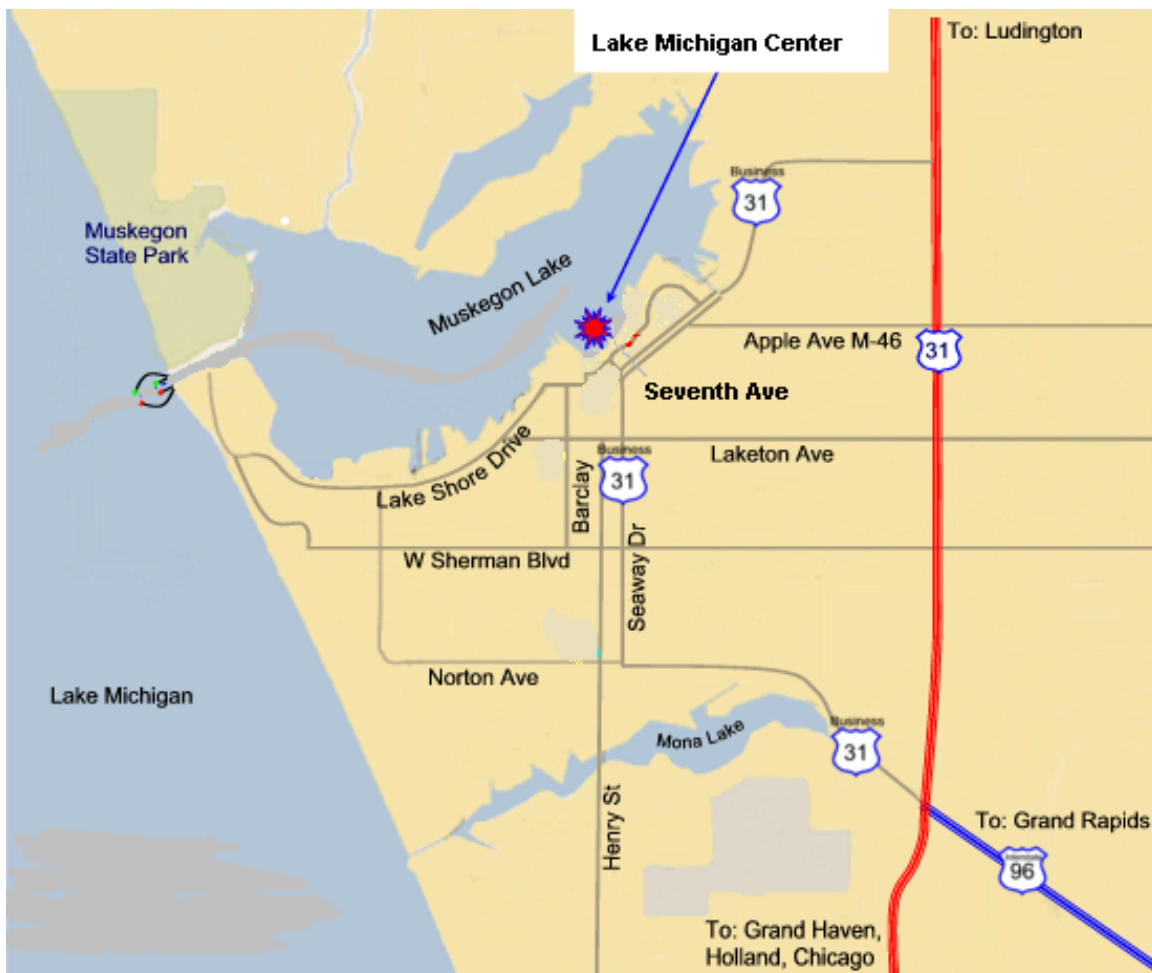 Lake Michigan Center
To: Ludington
Business
31
Muskegon
State Park
Muskegon Lake
Apple Ave M-46
31
Seventh Ave
Lake Shore Drive
Barclay
Business
31
Laketon Ave
W Sherman Blvd
Seaway Dr
Norton Ave
Lake Michigan
Mona Lake
Business
31
Henry St
To: Grand Rapids
Interstate
96
To: Grand Haven,
Holland, Chicago